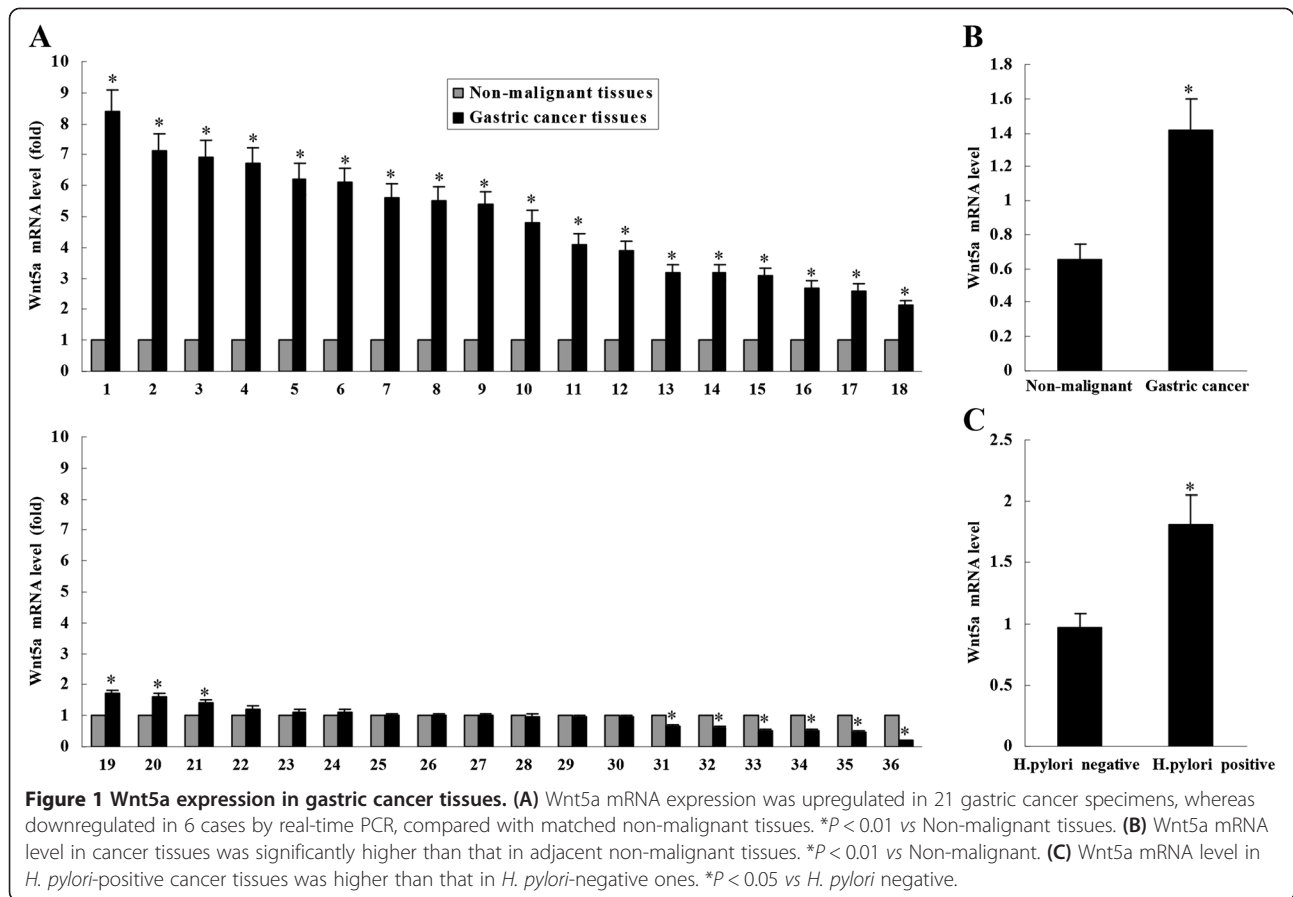 A
10
9
8
7
6
5
4
3
2
1
0
Wnt5a mRNA level (fold)
Non-malignant tissues
Gastric cancer tissues
* * * * * * * * * * * * * * * * * *
1 2 3 4 5 6 7 8 9 10 11 12 13 14 15 16 17 18
10
9
8
7
6
5
4
3
2
1
0
Wnt5a mRNA level (fold)
* * * * * * * * *
19 20 21 22 23 24 25 26 27 28 29 30 31 32 33 34 35 36
B
1.8
1.6
1.4
1.2
1
0.8
0.6
0.4
0.2
0
Wnt5a mRNA level
*
Non-malignant Gastric cancer
C
2.5
2
1.5
1
0.5
0
Wnt5a mRNA level
*
H.pylori negative H.pylori positive
Figure 1 Wnt5a expression in gastric cancer tissues. (A) Wnt5a mRNA expression was upregulated in 21 gastric cancer specimens, whereas
downregulated in 6 cases by real-time PCR, compared with matched non-malignant tissues. *P < 0.01 vs Non-malignant tissues. (B) Wnt5a mRNA
level in cancer tissues was significantly higher than that in adjacent non-malignant tissues. *P < 0.01 vs Non-malignant. (C) Wnt5a mRNA level in
H. pylori-positive cancer tissues was higher than that in H. pylori-negative ones. *P < 0.05 vs H. pylori negative.